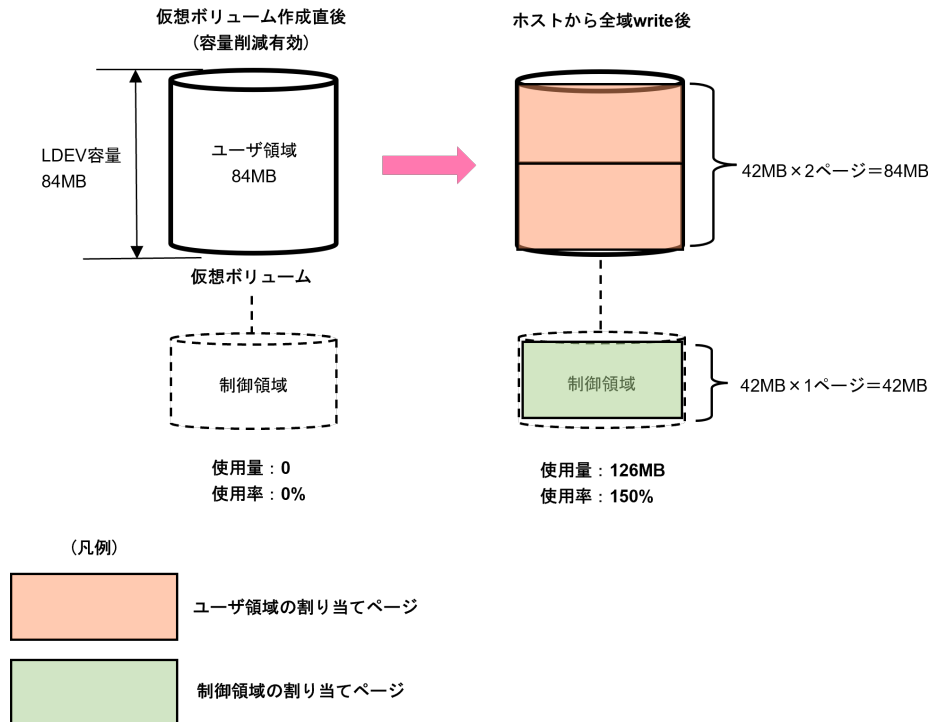 仮想ボリューム作成直後
(容量削減有効)
ホストから全域write後
LDEV容量
84MB
ユーザ領域
84MB
42MB×2ページ＝84MB
仮想ボリューム
制御領域
制御領域
42MB×1ページ＝42MB
使用量：0
使用率：0%
使用量：126MB
使用率：150%
(凡例)
ユーザ領域の割り当てページ
制御領域の割り当てページ